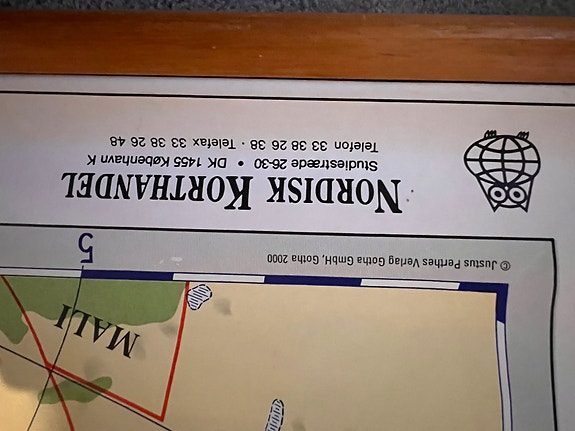 NORDISK KORTHANDEL
Studiestræde 26-30 • DK 1455 København K
Telefon 33 38 26 38 · Telefax 33 38 26 48
© Justus Perthes Verlag Gotha GmbH, Gotha 2000
5
MALI